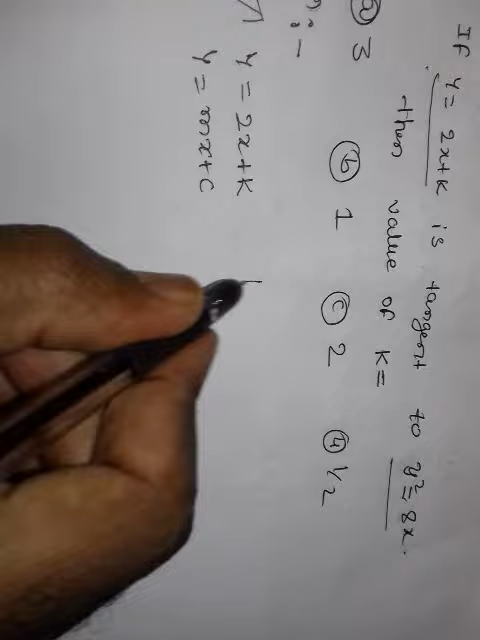 If y = 2x+k is tangent to y² = 8x.
then value of k =
ⓐ 3 ⓑ 1 ⓒ 2 ⓓ 1/2
:-
y = 2x+k
y = mx+c